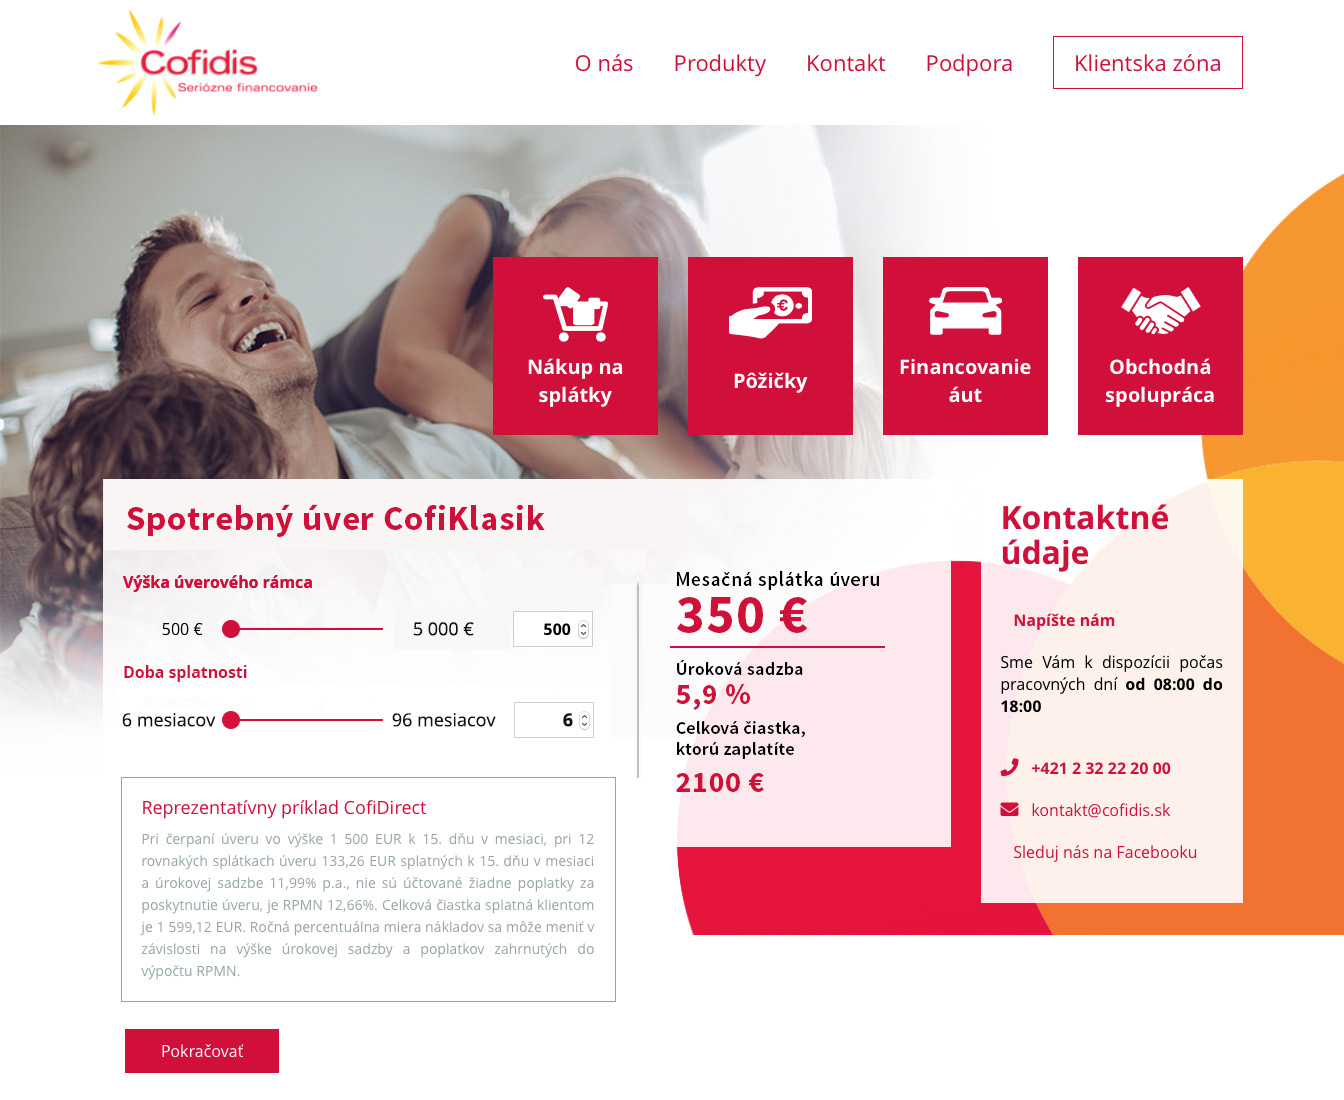 Cofidis
Seriózne financovanie
O nás
Produkty
Kontakt
Podpora
Klientska zóna
Nákup na
splátky
Pôžičky
Financovanie
áut
Obchodná
spolupráca
Spotrebný úver CofiKlasik
Výška úverového rámca
500 €
5 000 €
500
Doba splatnosti
6 mesiacov
96 mesiacov
6
Mesačná splátka úveru
350 €
Úroková sadzba
5,9 %
Celková čiastka,
ktorú zaplatíte
2100 €
Reprezentatívny príklad CofiDirect
Pri čerpaní úveru vo výške 1 500 EUR k 15. dňu v mesiaci, pri 12
rovnakých splátkach úveru 133,26 EUR splatných k 15. dňu v mesiaci
a úrokovej sadzbe 11,99% p.a., nie sú účtované žiadne poplatky za
poskytnutie úveru, je RPMN 12,66%. Celková čiastka splatná klientom
je 1 599,12 EUR. Ročná percentuálna miera nákladov sa môže meniť v
závislosti na výške úrokovej sadzby a poplatkov zahrnutých do
výpočtu RPMN.
Pokračovať
Kontaktné
údaje
Napíšte nám
Sme Vám k dispozícii počas
pracovných dní od 08:00 do
18:00
+421 2 32 22 20 00
kontakt@cofidis.sk
Sleduj nás na Facebooku